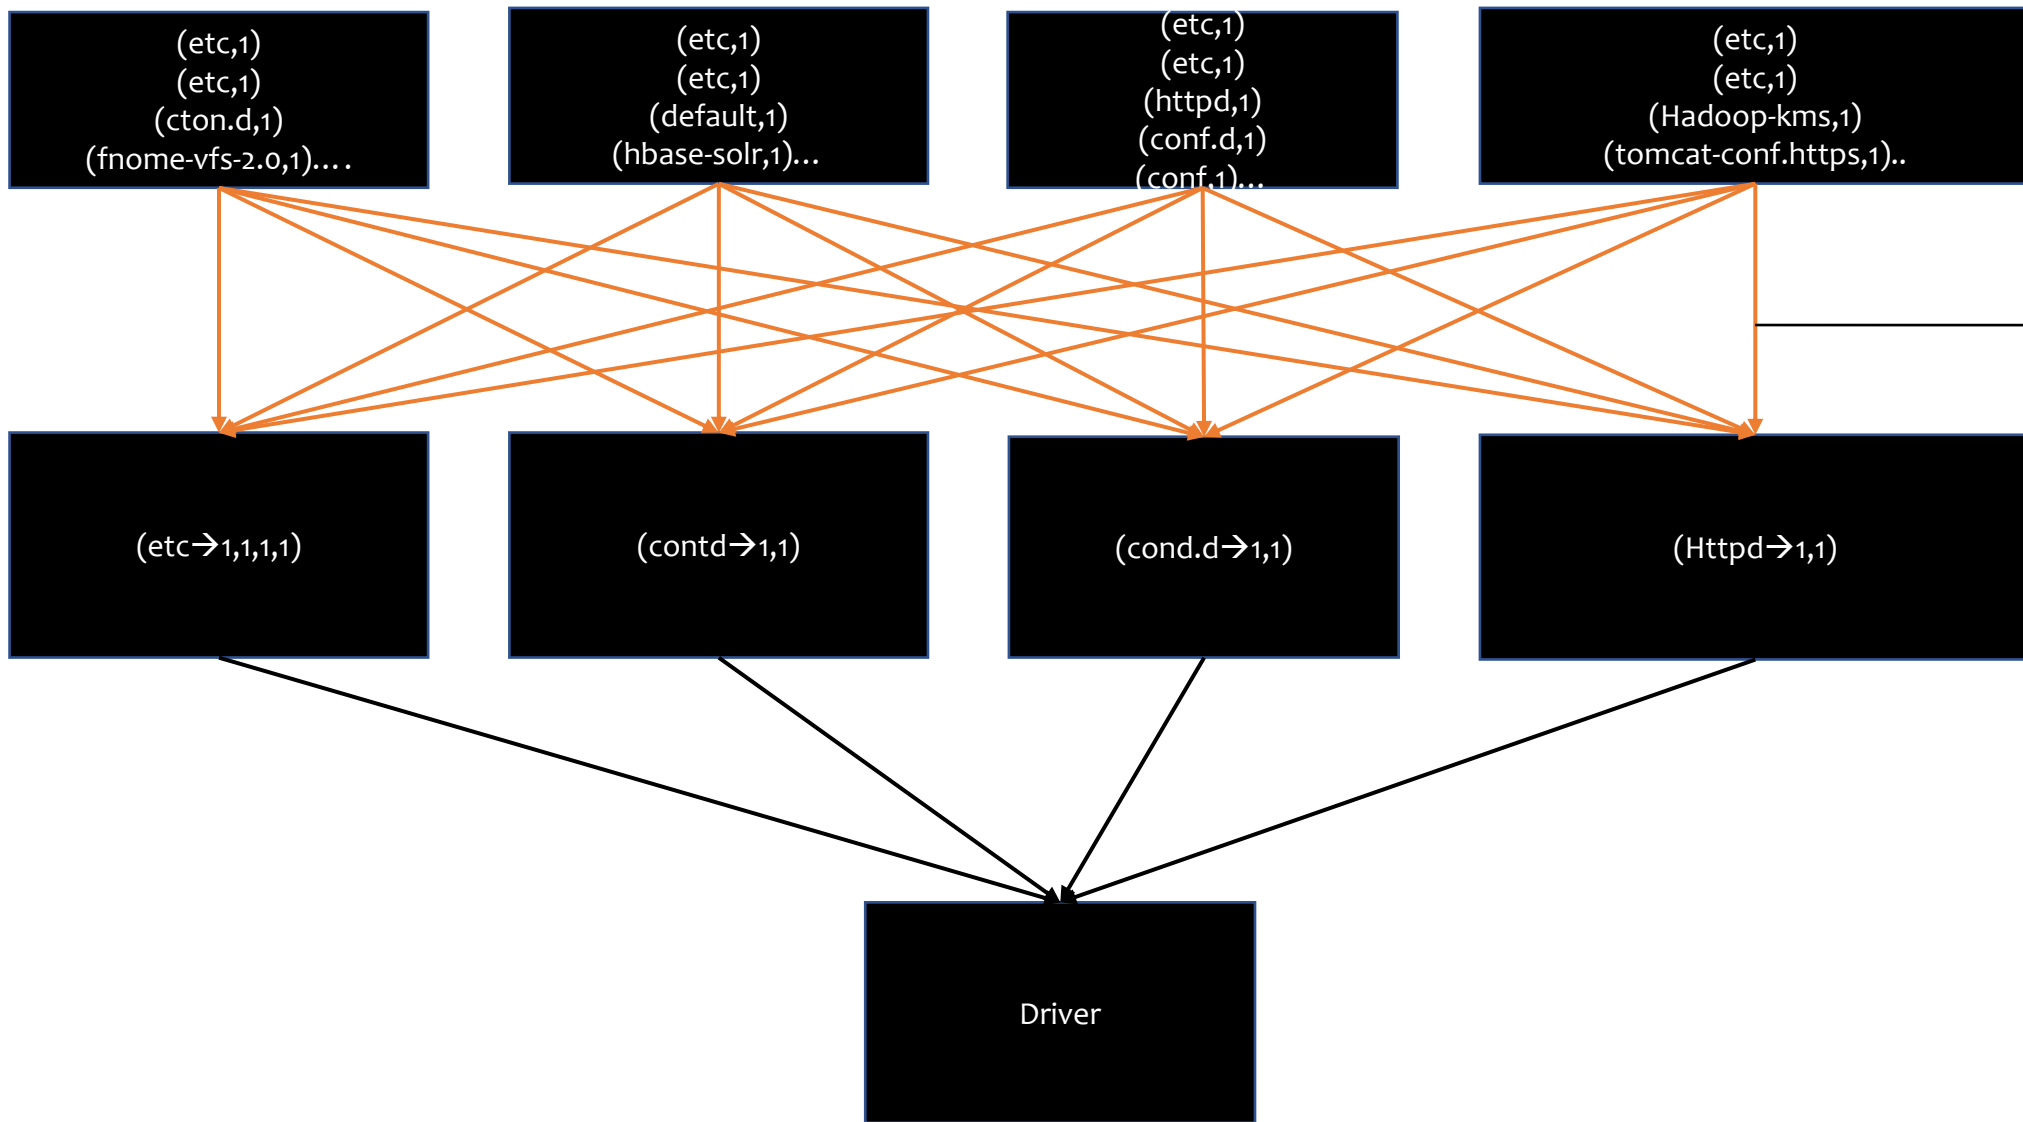 (etc,1)
(etc,1)
(cton.d,1)
(fnome-vfs-2.0,1)....
(etc,1)
(etc,1)
(default,1)
(hbase-solr,1)...
(etc,1)
(etc,1)
(httpd,1)
(conf.d,1)
(conf,1)...
(etc,1)
(etc,1)
(Hadoop-kms,1)
(tomcat-conf.https,1)..
(etc→1,1,1,1)
(contd→1,1)
(cond.d→1,1)
(Httpd→1,1)
Driver